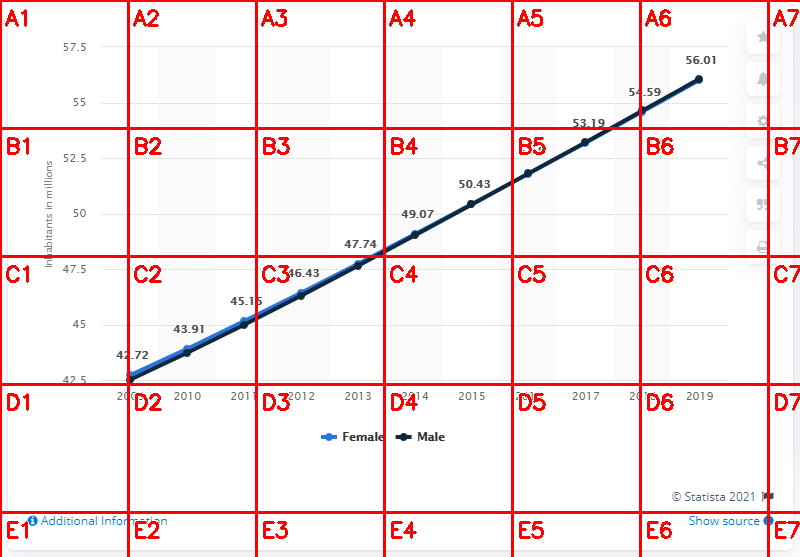 A1 A2 A3 A4 A5 A6 A7
57.5
56.01
54.59
55
53.19
B1 B2 B3 B4 B5 B6 B7
52.5
Inhabitants in millions
50.43
50
49.07
47.74
C1 C2 C3 C4 C5 C6 C7
47.5
46.43
45.15
45
43.91
42.72
42.5
2010 2011 2012 2013 2014 2015 2017 2019
D1 D2 D3 D4 D5 D6 D7
Female Male
© Statista 2021
Additional Information Show source
E1 E2 E3 E4 E5 E6 E7